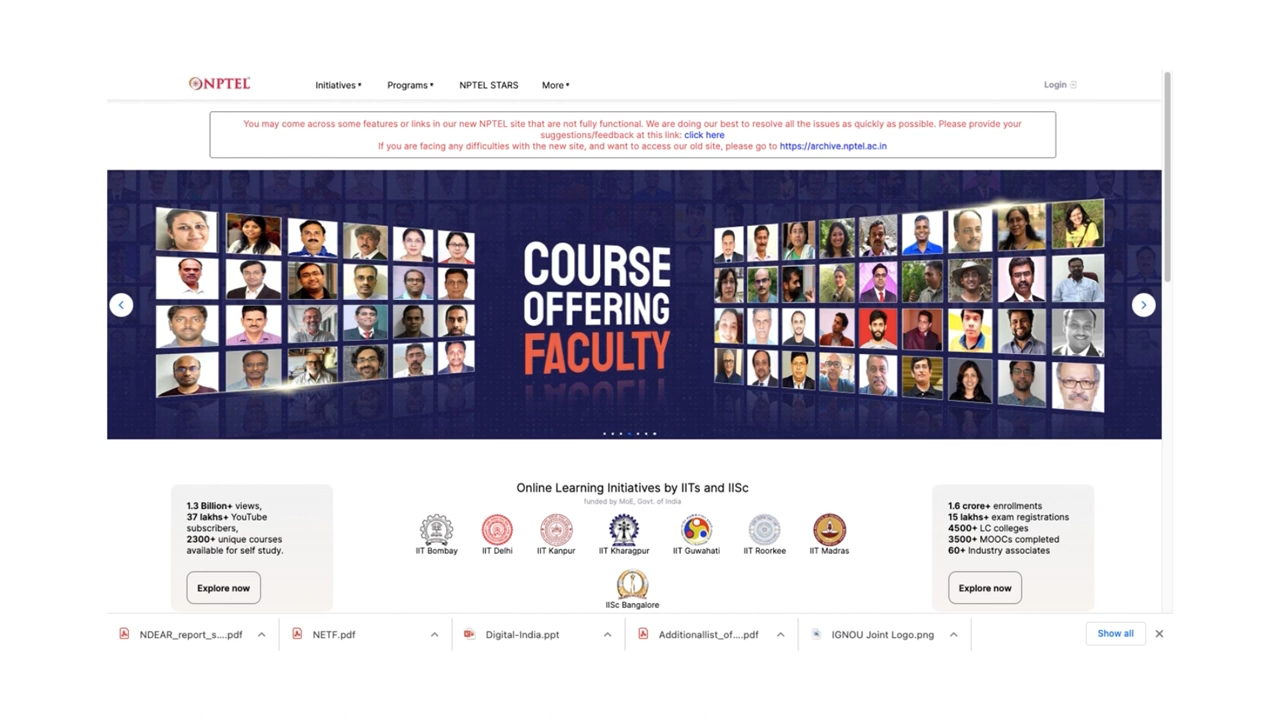 NPTEL
Initiatives
Programs
NPTEL STARS
More
Login
You may come across some features or links in our new NPTEL site that are not fully functional. We are doing our best to resolve all the issues as quickly as possible. Please provide your
suggestions/feedback at this link: click here
If you are facing any difficulties with the new site, and want to access our old site, please go to https://archive.nptel.ac.in
COURSE
OFFERING
FACULTY
1.3 Billion+ views,
37 lakhs+ YouTube
subscribers,
2300+ unique courses
available for self study.
Explore now
Online Learning Initiatives by IITs and IISc
funded by MoE, Govt. of India
IIT Bombay
IIT Delhi
IIT Kanpur
IIT Kharagpur
IIT Guwahati
IIT Roorkee
IIT Madras
IISc Bangalore
1.6 crore+ enrollments
15 lakhs+ exam registrations
4500+ LC colleges
3500+ MOOCs completed
60+ Industry associates
Explore now
NDEAR_report_s....pdf
NETF.pdf
Digital-India.ppt
Additionallist_of....pdf
IGNOU Joint Logo.png
Show all